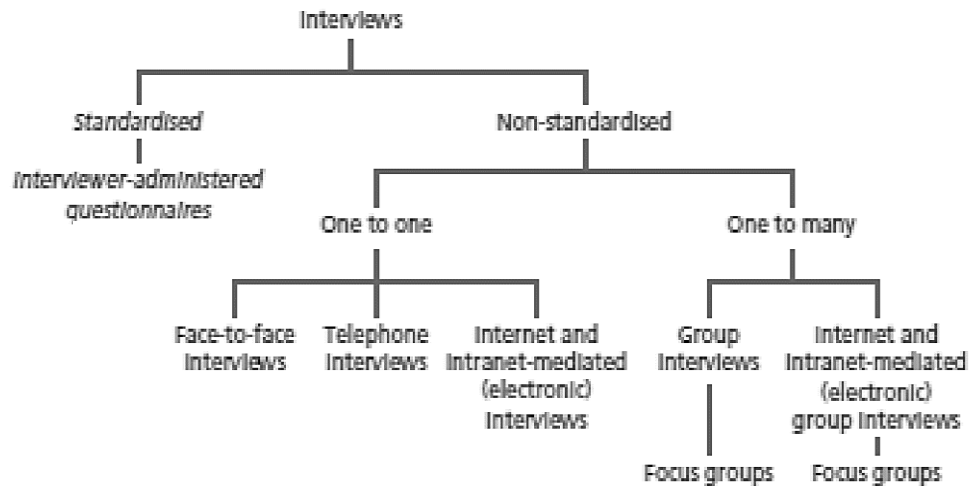 Interviews
Standardised
Non-standardised
Interviewer-administered
questionnaires
One to one
One to many
Face-to-face
interviews
Telephone
interviews
Internet and
intranet-mediated
(electronic)
interviews
Group
interviews
Internet and
intranet-mediated
(electronic)
group interviews
Focus groups
Focus groups